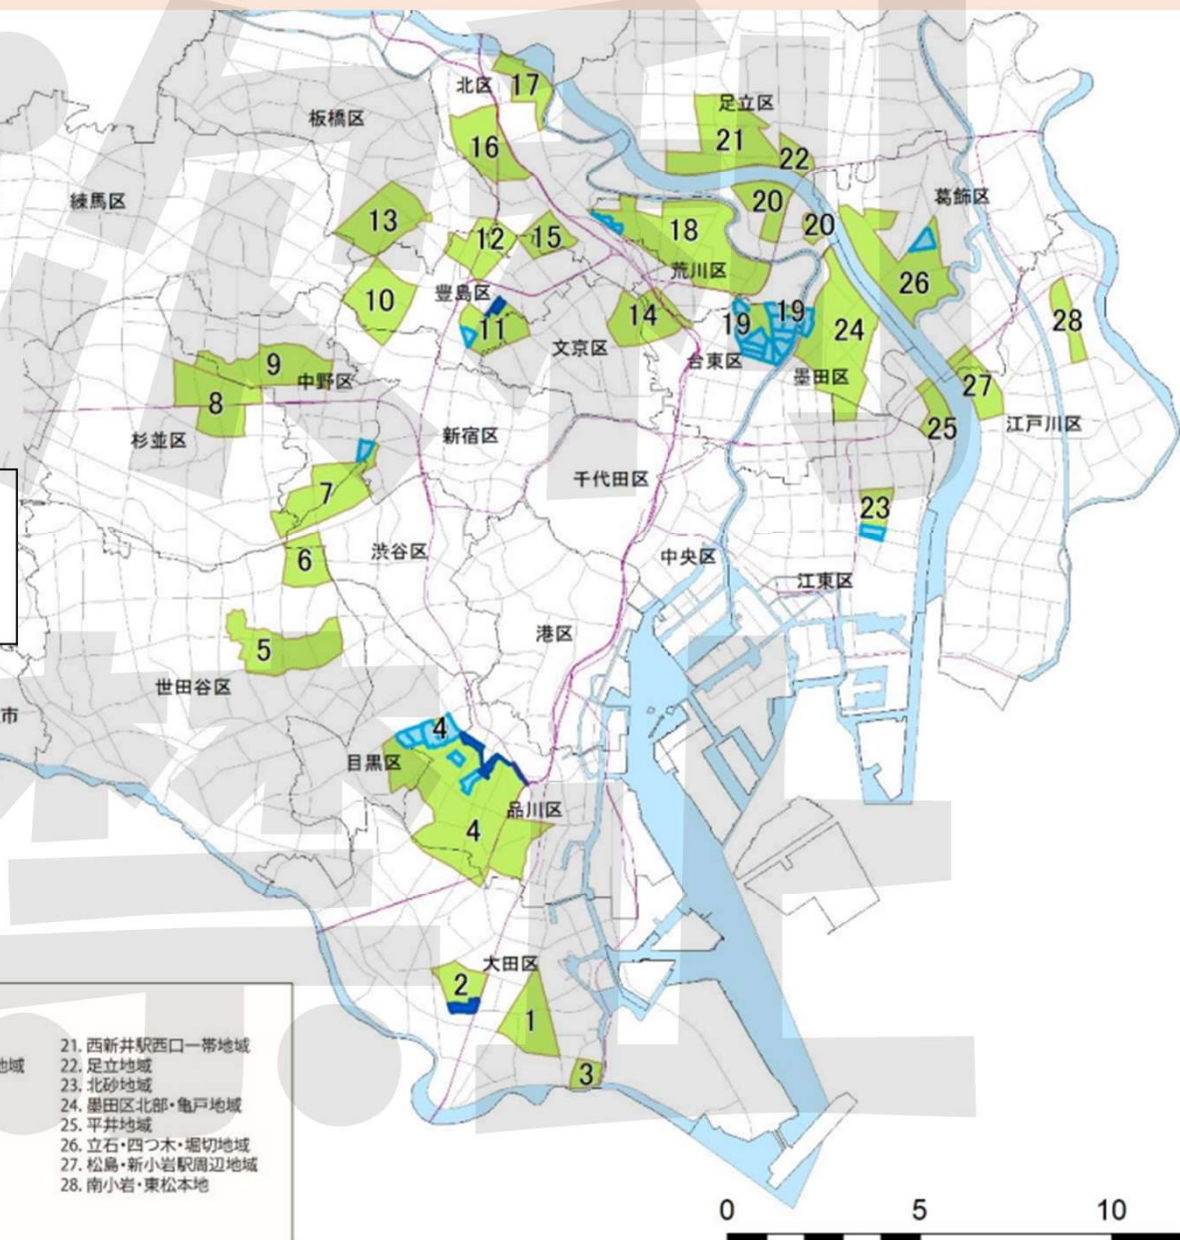 17
北区
足立区
板橋区
21
16
22
練馬区
葛飾区
20
20
13
12
15
18
荒川区
26
豊島区
10
14
19
19
28
11
24
文京区
台東区
9
中野区
墨田区
27
8
江戸川区
25
杉並区
新宿区
千代田区
7
23
渋谷区
中央区
6
江東区
港区
5
世田谷区
市
4
目黒区
品川区
4
大田区
2
1
3
地域
21. 西新井駅西口一帯地域
22. 足立地域
23. 北砂地域
24. 墨田区北部・亀戸地域
25. 平井地域
26. 立石・四つ木・堀切地域
27. 松島・新小岩駅周辺地域
28. 南小岩・東松本地
0 5 10